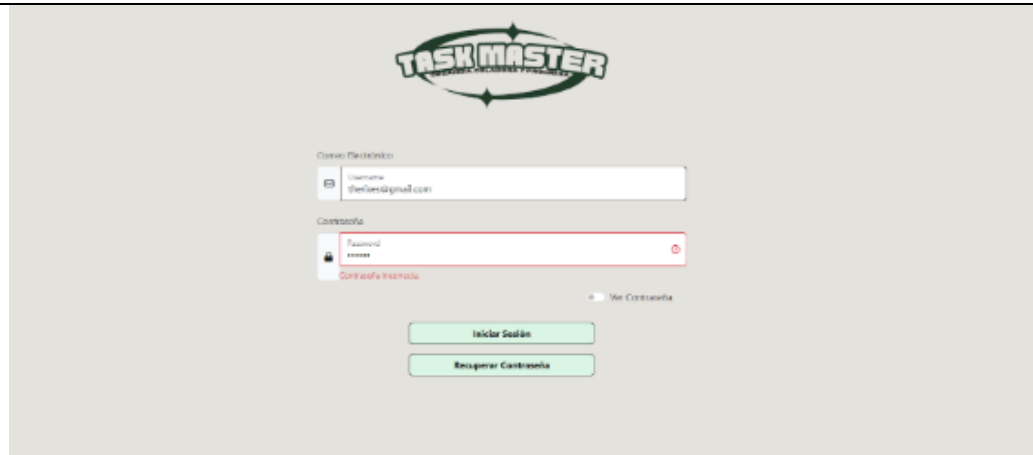 TASK MASTER
Correo Electrónico
Username
Contraseña
Password
••••••
Contraseña incorrecta.
Ver Contraseña
Iniciar Sesión
Recuperar Contraseña